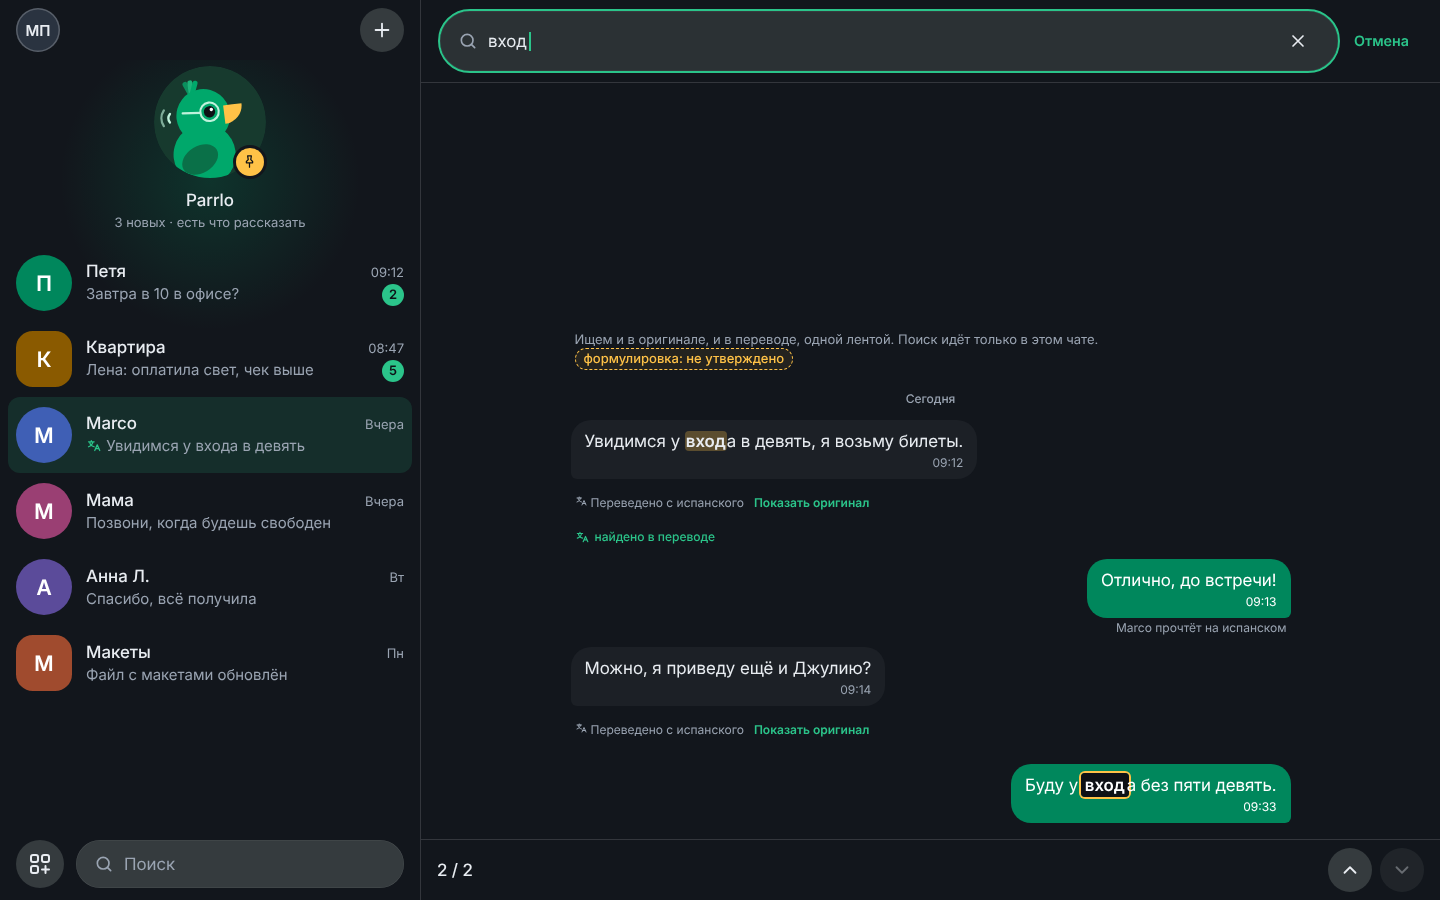 МП
Parrlo
3 новых · есть что рассказать
П
Петя
09:12
Завтра в 10 в офисе?
2
К
Квартира
08:47
Лена: оплатила свет, чек выше
5
M
Marco
Вчера
Увидимся у входа в девять
М
Мама
Вчера
Позвони, когда будешь свободен
А
Анна Л.
Вт
Спасибо, всё получила
М
Макеты
Пн
Файл с макетами обновлён
Поиск
вход
Отмена
Ищем и в оригинале, и в переводе, одной лентой. Поиск идёт только в этом чате.
формулировка: не утверждено
Сегодня
Увидимся у входа в девять, я возьму билеты.
09:12
Переведено с испанского Показать оригинал
найдено в переводе
Отлично, до встречи!
09:13
Marco прочтёт на испанском
Можно, я приведу ещё и Джулию?
09:14
Переведено с испанского Показать оригинал
Буду у входа без пяти девять.
09:33
2 / 2